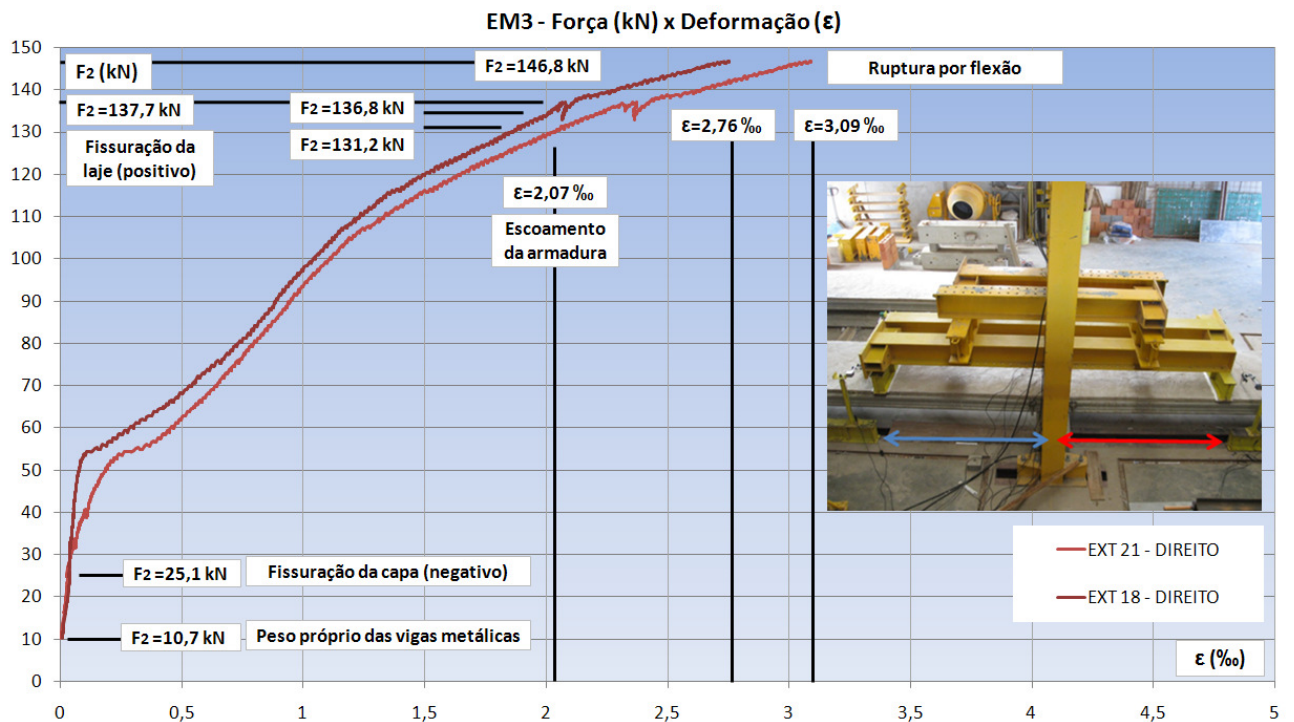 EM3 - Força (kN) x Deformação (ε)
150
140
130
120
110
100
90
80
70
60
50
40
30
20
10
0
F2 (kN)
F2 =146,8 kN
Ruptura por flexão
F2 =137,7 kN
F2 =136,8 kN
F2 =131,2 kN
Fissuração da
laje (positivo)
ε=2,76 ‰
ε=3,09 ‰
ε=2,07 ‰
Escoamento
da armadura
F2 =25,1 kN
Fissuração da capa (negativo)
F2 =10,7 kN
Peso próprio das vigas metálicas
EXT 21 - DIREITO
EXT 18 - DIREITO
ε (‰)
0
0,5
1
1,5
2
2,5
3
3,5
4
4,5
5